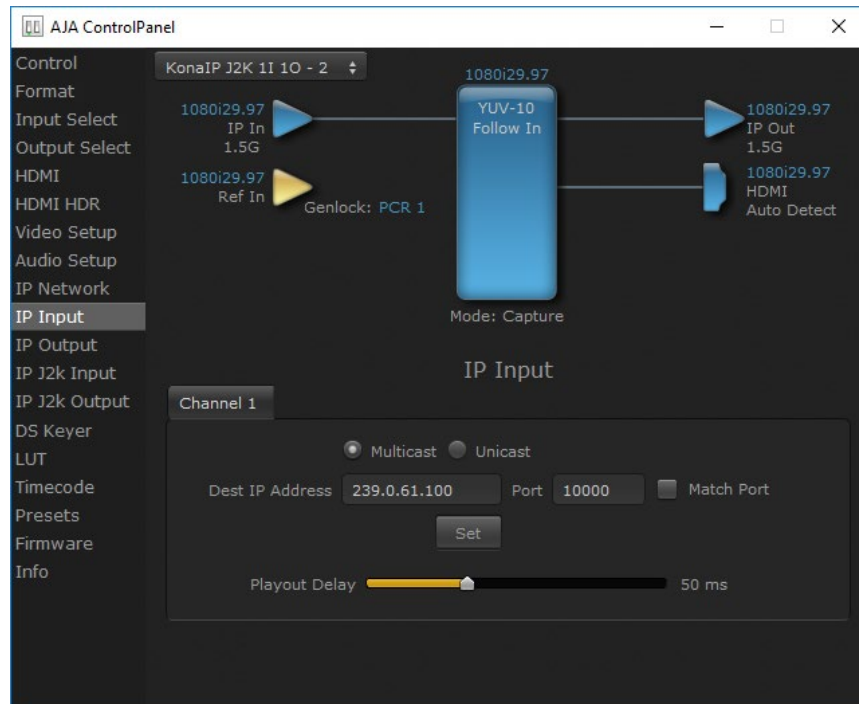 AJA ControlPanel
Control
Format
Input Select
Output Select
HDMI
HDMI HDR
Video Setup
Audio Setup
IP Network
IP Input
IP Output
IP J2k Input
IP J2k Output
DS Keyer
LUT
Timecode
Presets
Firmware
Info
KonaIP J2K 1I 1O - 2
1080i29.97
1080i29.97
IP In
1.5G
1080i29.97
Ref In
Genlock: PCR 1
YUV-10
Follow In
Mode: Capture
1080i29.97
IP Out
1.5G
1080i29.97
HDMI
Auto Detect
IP Input
Channel 1
Multicast Unicast
Dest IP Address 239.0.61.100 Port 10000 Match Port
Set
Playout Delay 50 ms